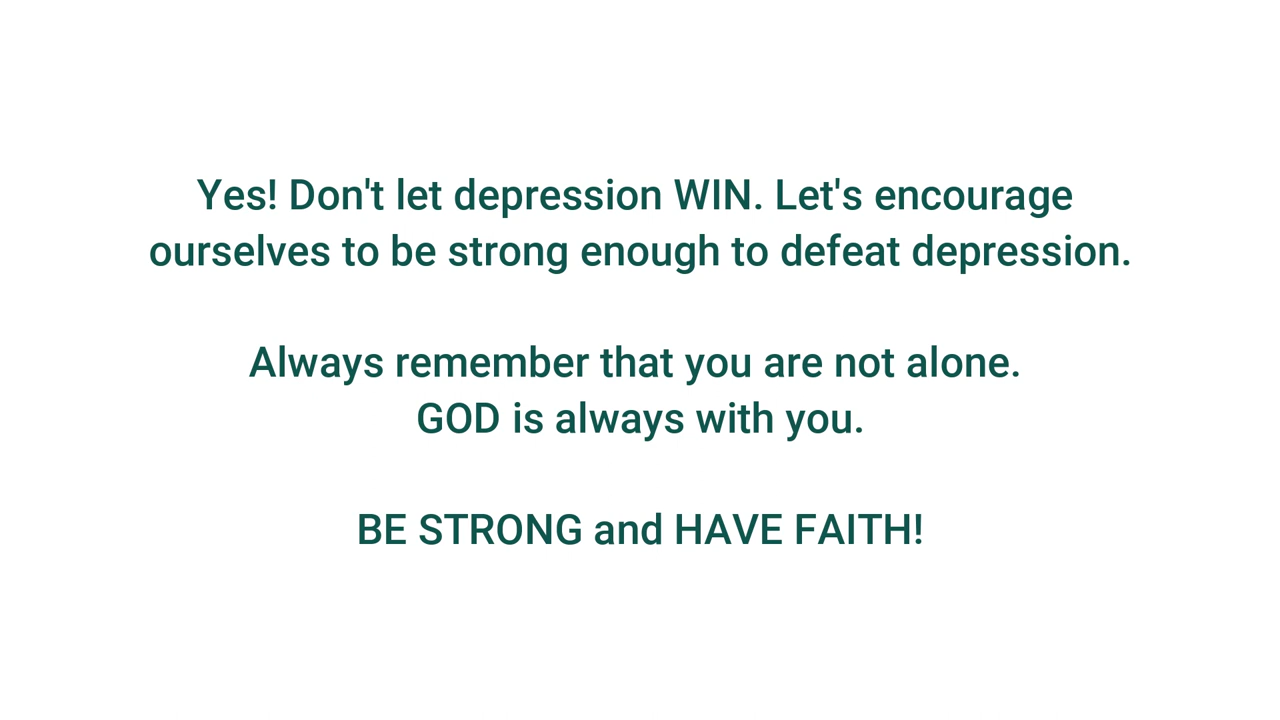 Yes! Don't let depression WIN. Let's encourage
ourselves to be strong enough to defeat depression.
Always remember that you are not alone.
GOD is always with you.
BE STRONG and HAVE FAITH!